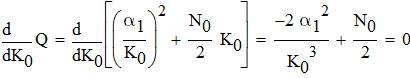 d/dK₀ Q = d/dK₀ [(α₁/K₀)² + N₀/2 K₀] = -2 α₁²/K₀³ + N₀/2 = 0